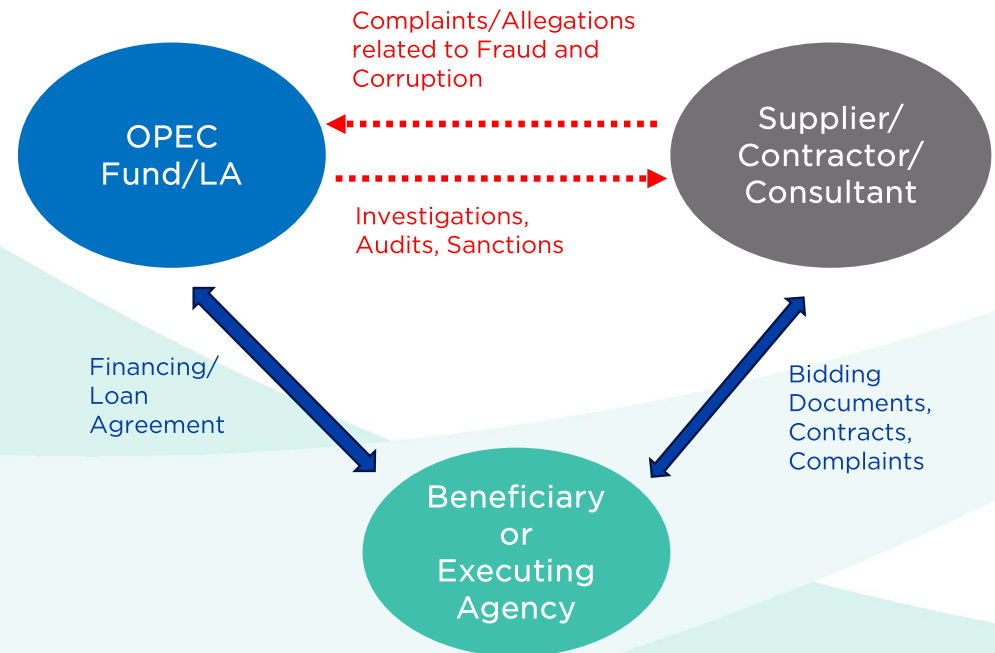 Complaints/Allegations
related to Fraud and
Corruption
OPEC
Fund/LA
Supplier/
Contractor/
Consultant
Investigations,
Audits, Sanctions
Financing/
Loan
Agreement
Bidding
Documents,
Contracts,
Complaints
Beneficiary
or
Executing
Agency